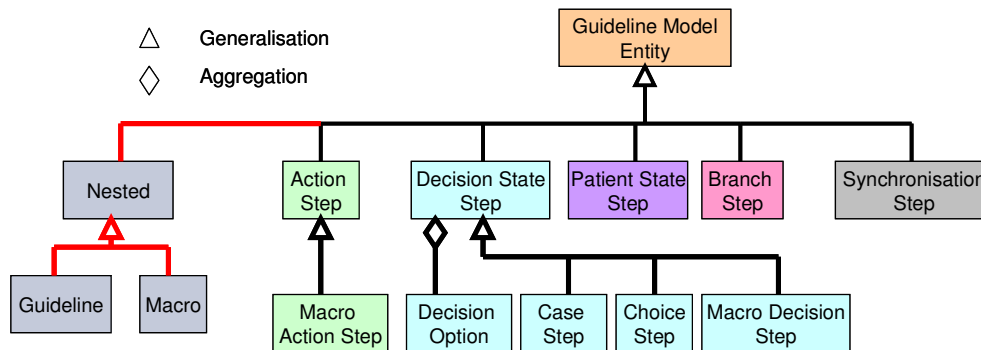 Generalisation
Aggregation
Guideline Model
Entity
Nested
Action
Step
Decision State
Step
Patient State
Step
Branch
Step
Synchronisation
Step
Guideline
Macro
Macro
Action Step
Decision
Option
Case
Step
Choice
Step
Macro Decision
Step